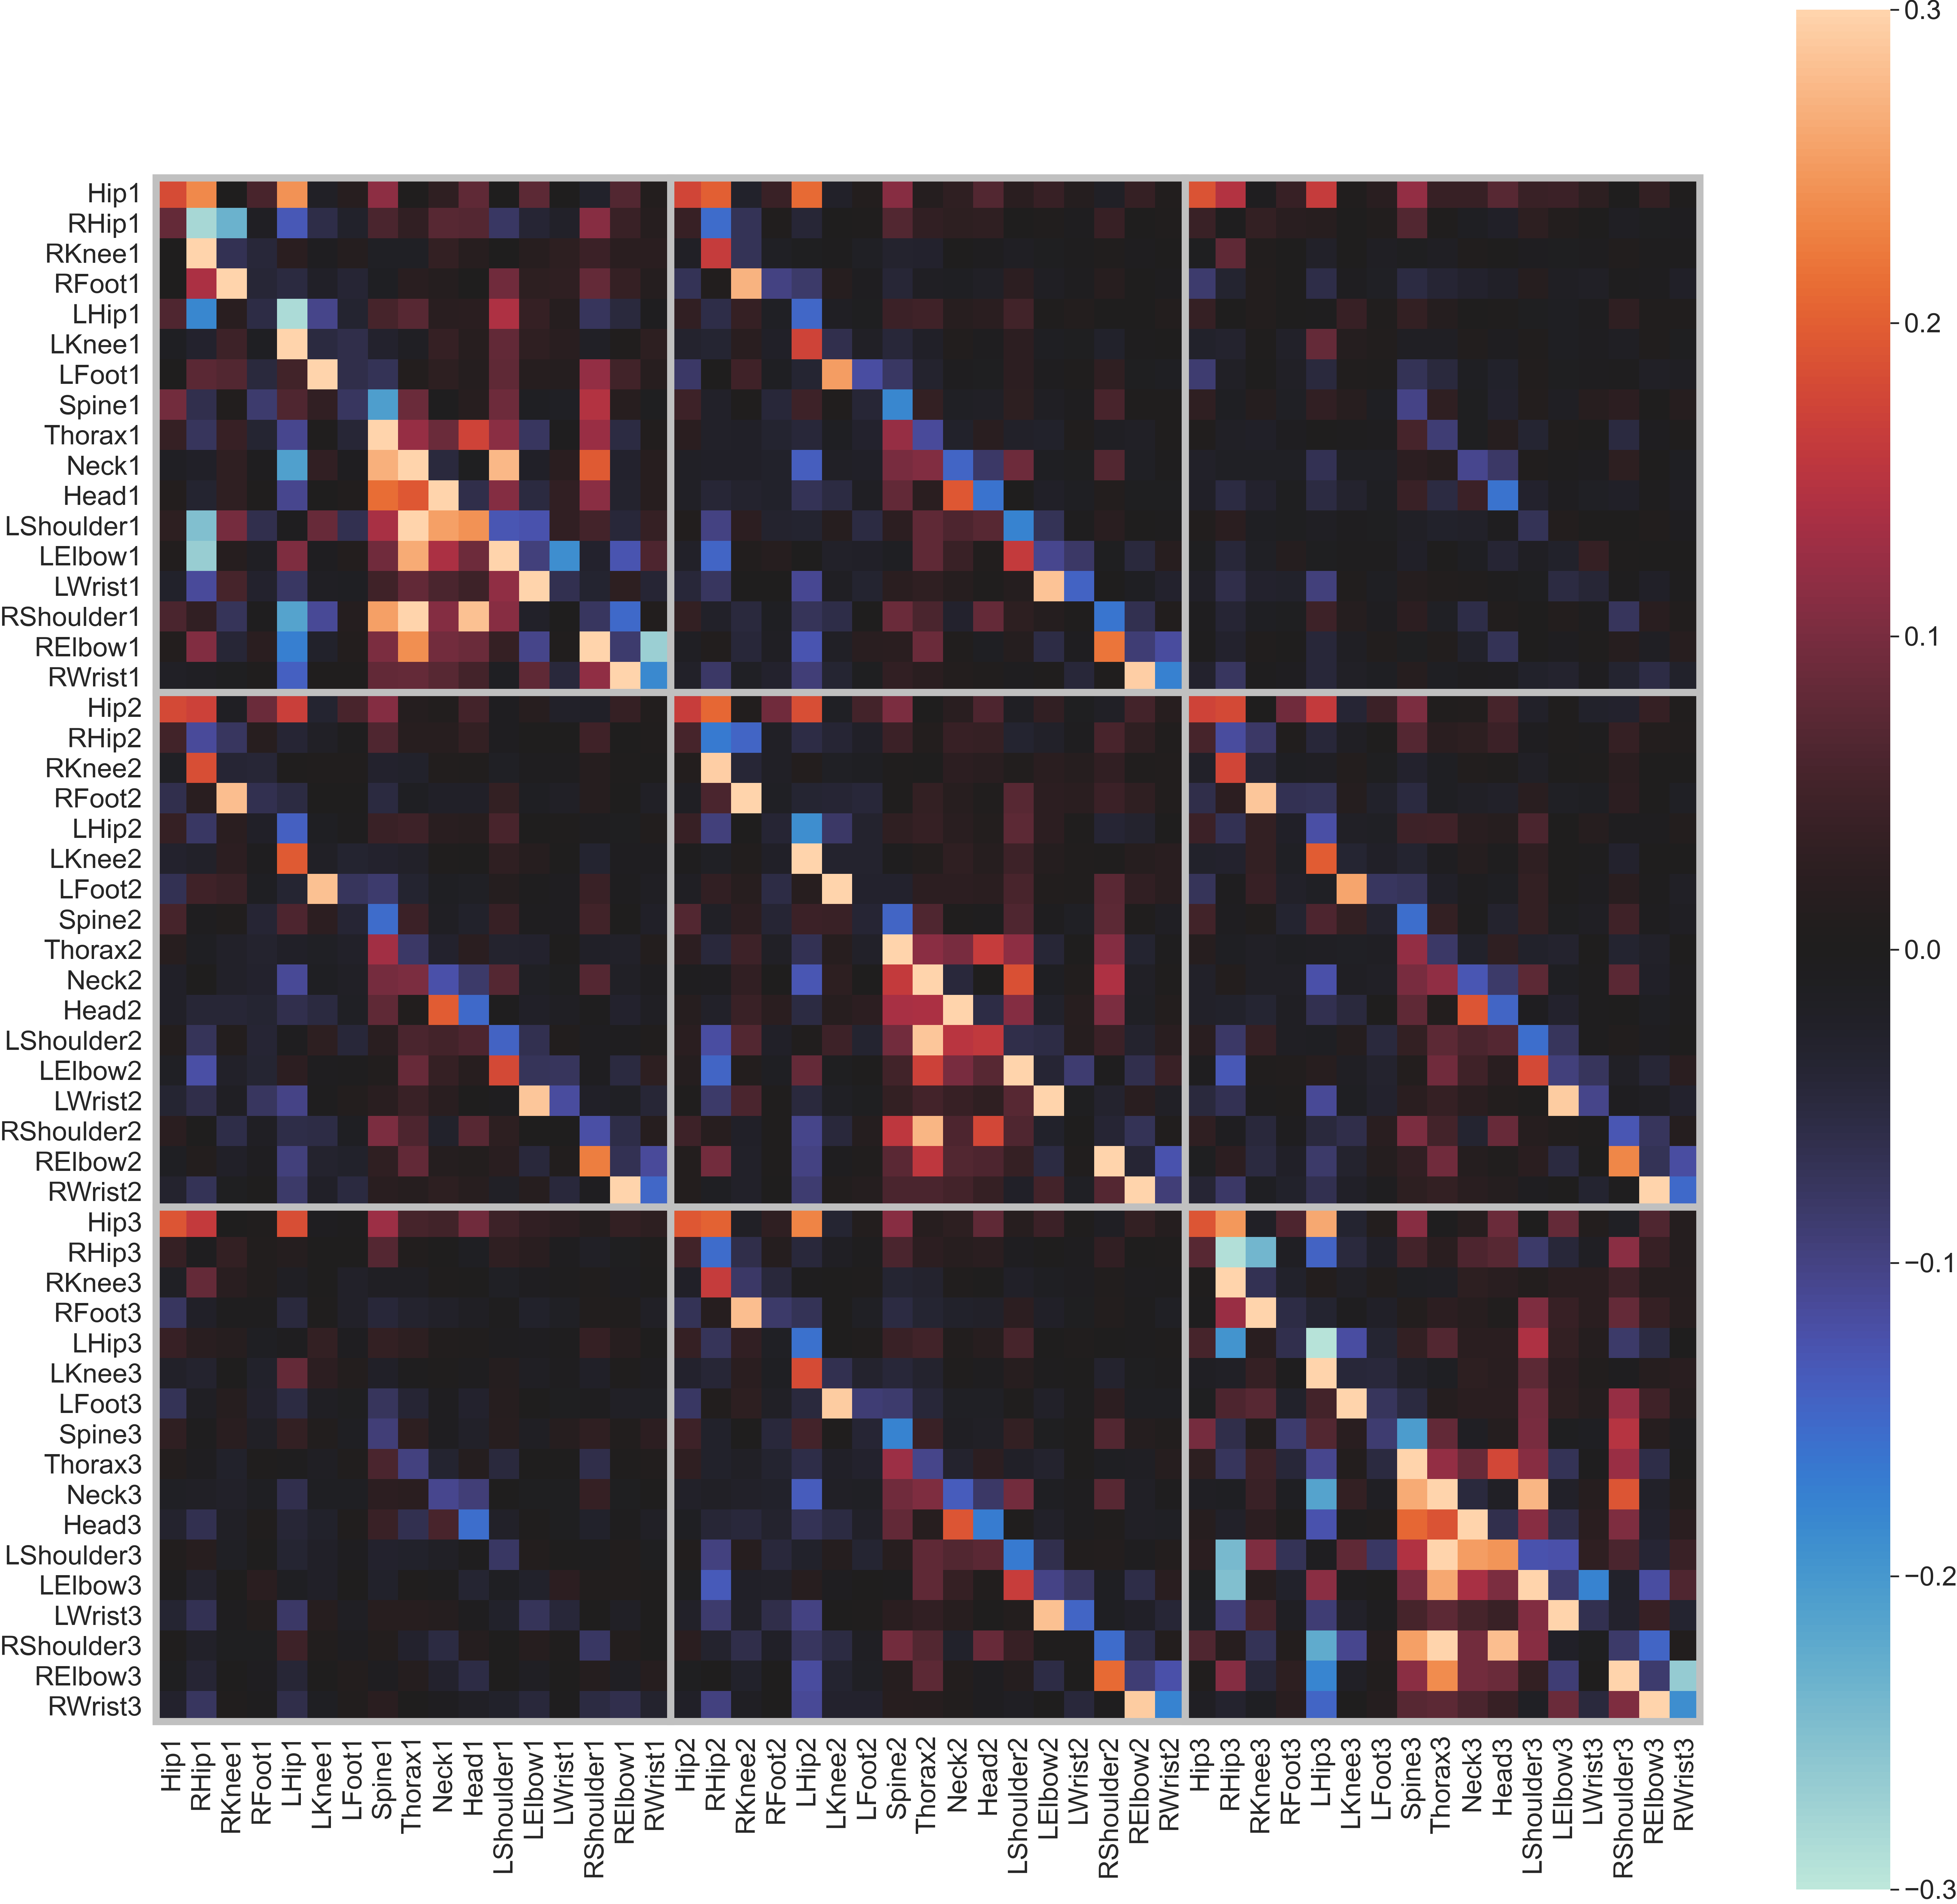 Hip1
RHip1
RKnee1
RFoot1
LHip1
LKnee1
LFoot1
Spine1
Thorax1
Neck1
Head1
LShoulder1
LElbow1
LWrist1
RShoulder1
RElbow1
RWrist1
Hip2
RHip2
RKnee2
RFoot2
LHip2
LKnee2
LFoot2
Spine2
Thorax2
Neck2
Head2
LShoulder2
LElbow2
LWrist2
RShoulder2
RElbow2
RWrist2
Hip3
RHip3
RKnee3
RFoot3
LHip3
LKnee3
LFoot3
Spine3
Thorax3
Neck3
Head3
LShoulder3
LElbow3
LWrist3
RShoulder3
RElbow3
RWrist3
Hip1
RHip1
RKnee1
RFoot1
LHip1
LKnee1
LFoot1
Spine1
Thorax1
Neck1
Head1
LShoulder1
LElbow1
LWrist1
RShoulder1
RElbow1
RWrist1
Hip2
RHip2
RKnee2
RFoot2
LHip2
LKnee2
LFoot2
Spine2
Thorax2
Neck2
Head2
LShoulder2
LElbow2
LWrist2
RShoulder2
RElbow2
RWrist2
Hip3
RHip3
RKnee3
RFoot3
LHip3
LKnee3
LFoot3
Spine3
Thorax3
Neck3
Head3
LShoulder3
LElbow3
LWrist3
RShoulder3
RElbow3
RWrist3
0.3
0.2
0.1
0.0
−0.1
−0.2
−0.3